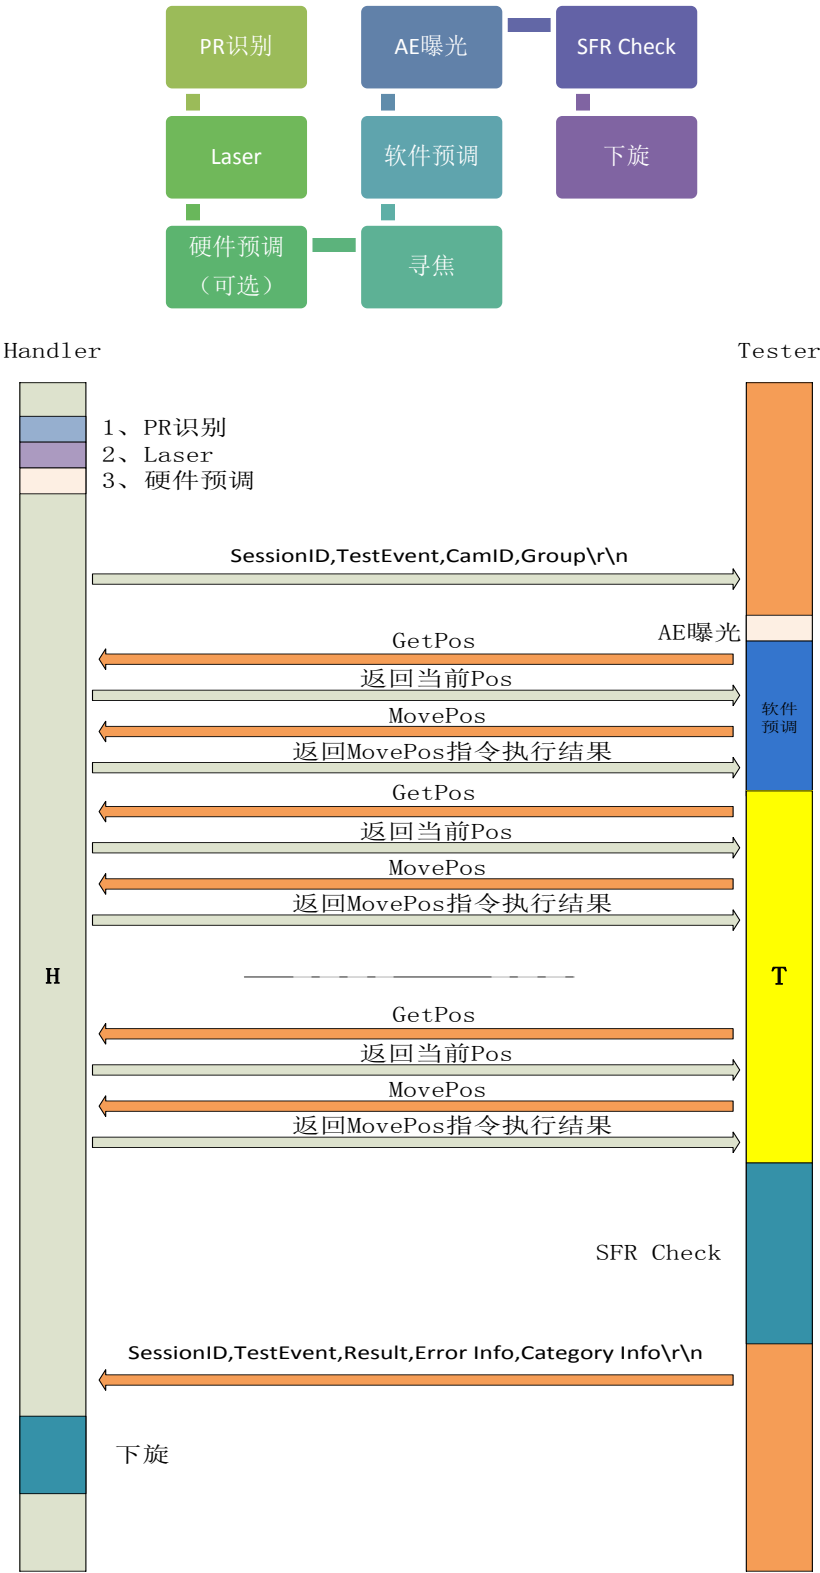 PR识别
AE曝光
SFR Check
Laser
软件预调
下旋
硬件预调
（可选）
寻焦
Handler
Tester
1、PR识别
2、Laser
3、硬件预调
SessionID,TestEvent,CamID,Group\r\n
AE曝光
GetPos
返回当前Pos
软件
预调
MovePos
返回MovePos指令执行结果
GetPos
返回当前Pos
MovePos
返回MovePos指令执行结果
H
T
GetPos
返回当前Pos
MovePos
返回MovePos指令执行结果
SFR Check
SessionID,TestEvent,Result,Error Info,Category Info\r\n
下旋